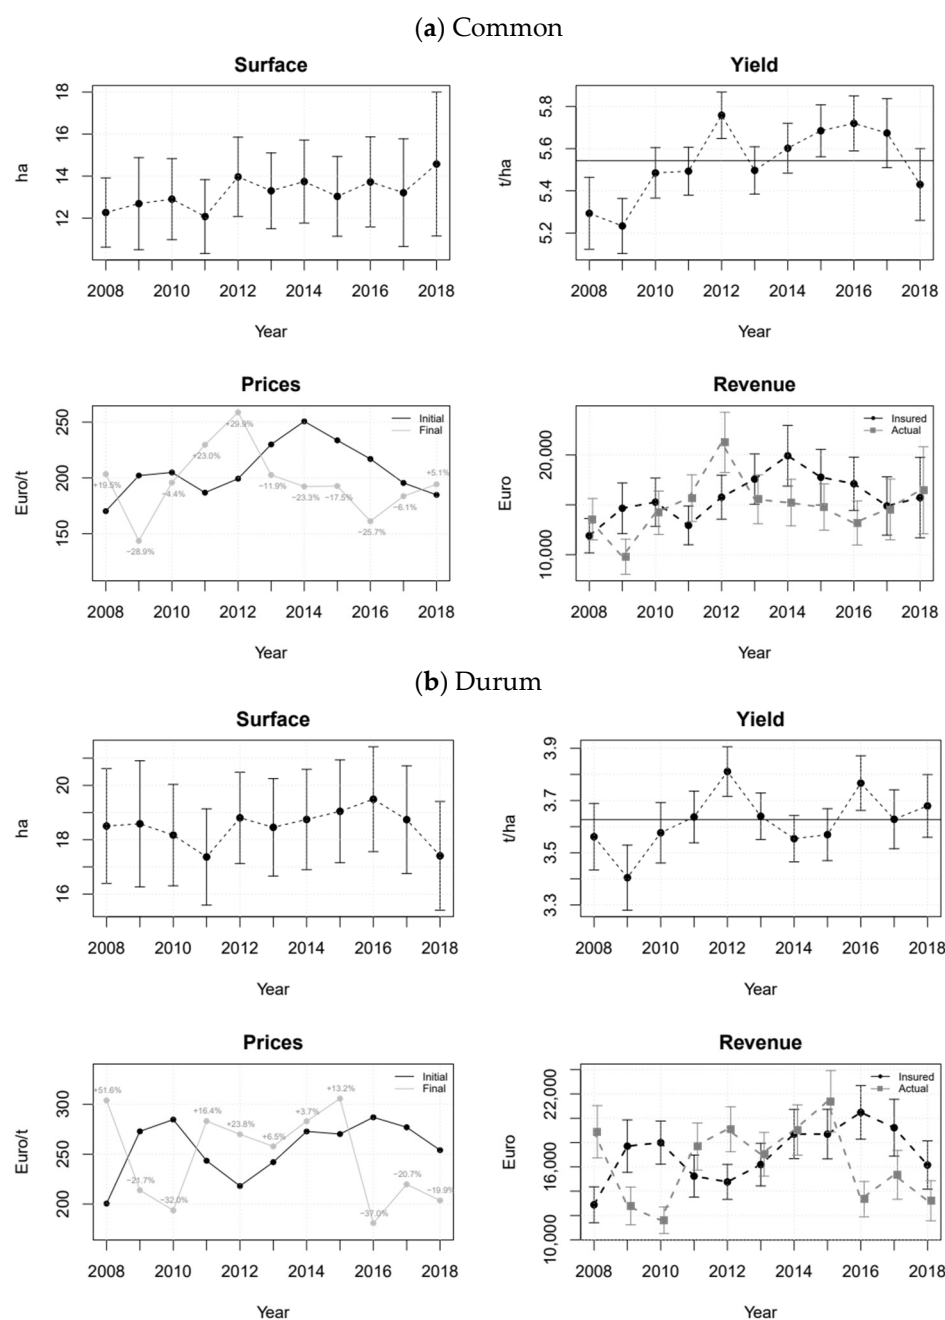 (a) Common
Surface
ha
18
16
14
12
2008 2010 2012 2014 2016 2018
Year
Yield
t/ha
5.8
5.6
5.4
5.2
2008 2010 2012 2014 2016 2018
Year
Prices
Euro/t
250
200
150
Initial
Final
+19.5%
−28.9%
−4.4%
+23.0%
+29.9%
−11.9%
−23.3%
−17.5%
−25.7%
−6.1%
+5.1%
2008 2010 2012 2014 2016 2018
Year
Revenue
Euro
20,000
10,000
Insured
Actual
2008 2010 2012 2014 2016 2018
Year
(b) Durum
Surface
ha
20
18
16
2008 2010 2012 2014 2016 2018
Year
Yield
t/ha
3.9
3.7
3.5
3.3
2008 2010 2012 2014 2016 2018
Year
Prices
Euro/t
300
250
200
Initial
Final
+51.6%
−21.7%
−32.0%
+16.4%
+23.8%
+6.5%
+3.7%
+13.2%
−37.0%
−20.7%
−19.9%
2008 2010 2012 2014 2016 2018
Year
Revenue
Euro
22,000
16,000
10,000
Insured
Actual
2008 2010 2012 2014 2016 2018
Year